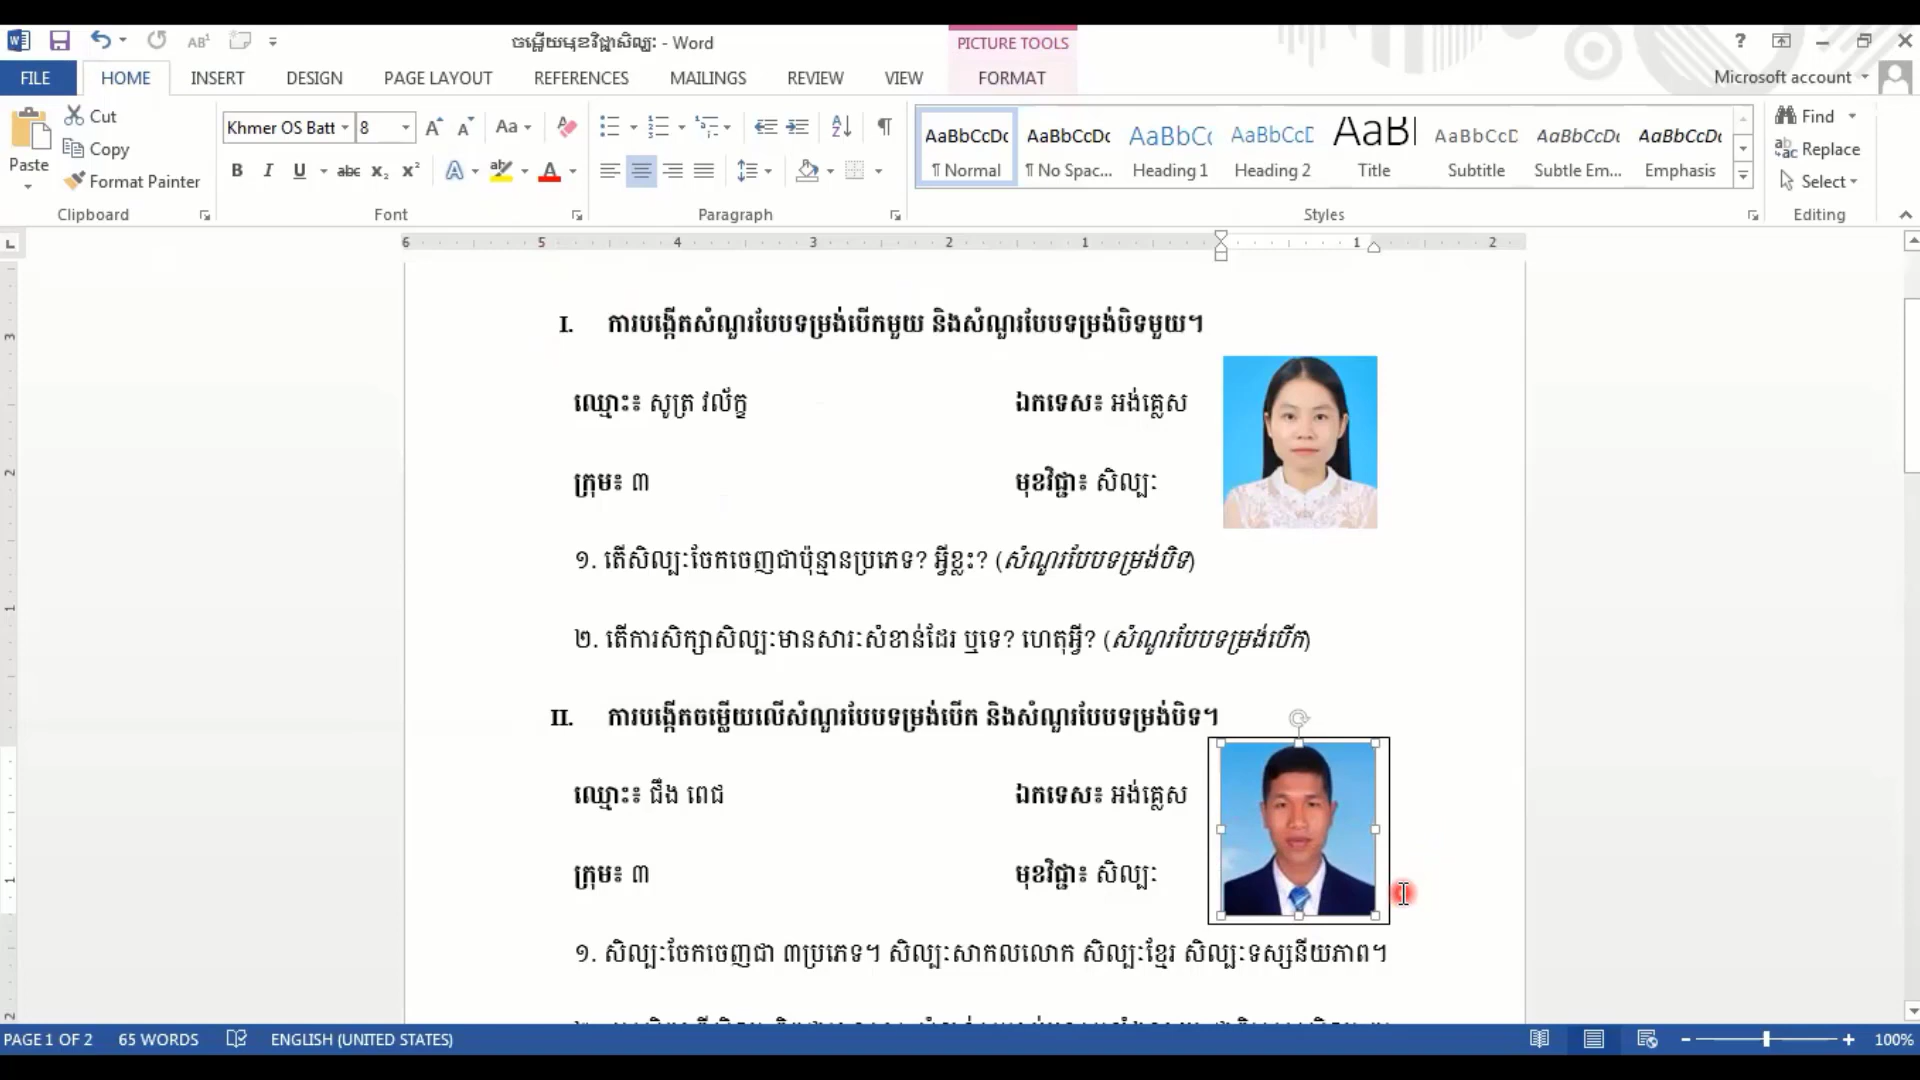 ចម្លើយមុខវិជ្ជាសិល្បៈ - Word
PICTURE TOOLS
FILE
HOME
INSERT
DESIGN
PAGE LAYOUT
REFERENCES
MAILINGS
REVIEW
VIEW
FORMAT
Microsoft account
Paste
Cut
Copy
Format Painter
Clipboard
Khmer OS Batt
8
Font
Paragraph
AaBbCcDc
¶ Normal
AaBbCcDc
¶ No Spac...
AaBbC
Heading 1
AaBbCcD
Heading 2
AaB
Title
AaBbCcD
Subtitle
AaBbCcDc
Subtle Em...
AaBbCcDc
Emphasis
Styles
Find
Replace
Select
Editing
6 5 4 3 2 1 1 2
I. ការបង្កើតសំណួរបែបទម្រង់បើកមួយ និងសំណួរបែបទម្រង់បិទមួយ។
ឈ្មោះ៖ សូត្រ វល័ក្ខ ឯកទេស៖ អង់គ្លេស
ក្រុម៖ ៣ មុខវិជ្ជា៖ សិល្បៈ
១. តើសិល្បៈចែកចេញជាប៉ុន្មានប្រភេទ? អ្វីខ្លះ? (សំណួរបែបទម្រង់បិទ)
២. តើការសិក្សាសិល្បៈមានសារៈសំខាន់ដែរ ឬទេ? ហេតុអ្វី? (សំណួរបែបទម្រង់បើក)
II. ការបង្កើតចម្លើយលើសំណួរបែបទម្រង់បើក និងសំណួរបែបទម្រង់បិទ។
ឈ្មោះ៖ ជឹង ពេជ ឯកទេស៖ អង់គ្លេស
ក្រុម៖ ៣ មុខវិជ្ជា៖ សិល្បៈ
១. សិល្បៈចែកចេញជា ៣ប្រភេទ។ សិល្បៈសាកលលោក សិល្បៈខ្មែរ សិល្បៈទស្សនីយភាព។
PAGE 1 OF 2
65 WORDS
ENGLISH (UNITED STATES)
100%